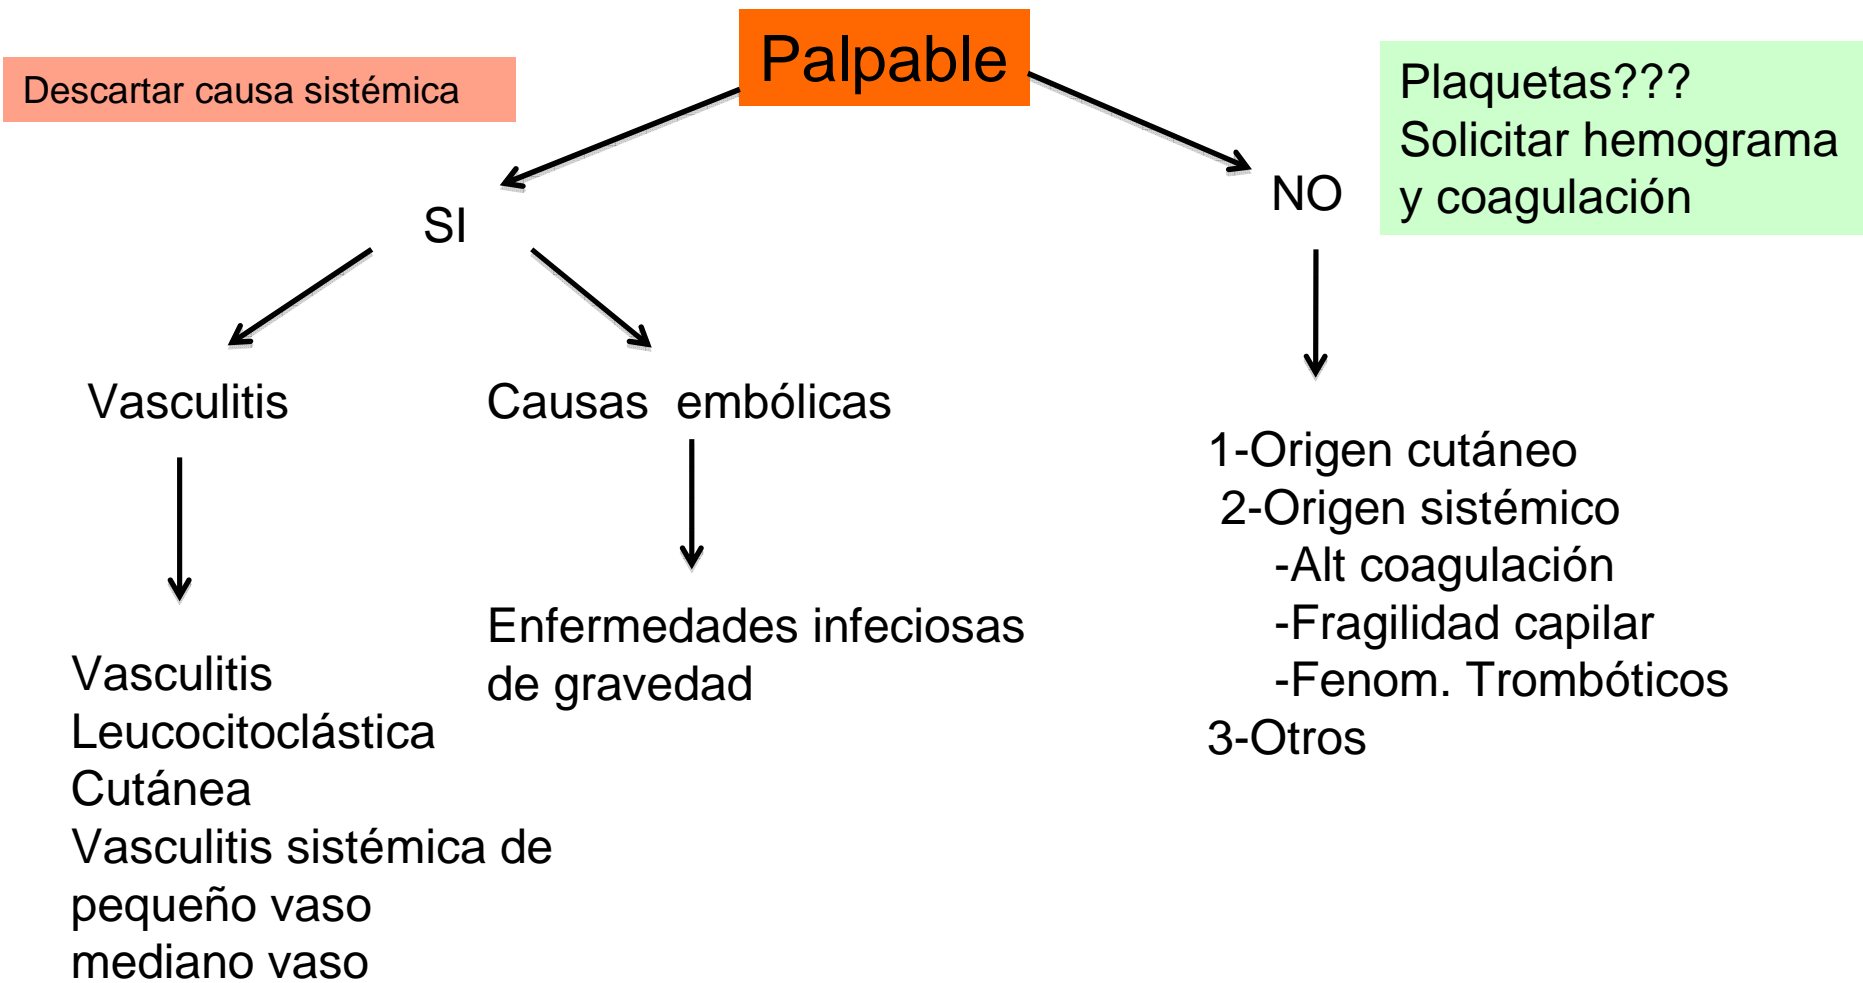 Palpable
Descartar causa sistémica
Plaquetas???
Solicitar hemograma
y coagulación
SI
NO
Vasculitis
Causas embólicas
Vasculitis
Leucocitoclástica
Cutánea
Vasculitis sistémica de
pequeño vaso
mediano vaso
Enfermedades infeciosas
de gravedad
1-Origen cutáneo
2-Origen sistémico
-Alt coagulación
-Fragilidad capilar
-Fenom. Trombóticos
3-Otros